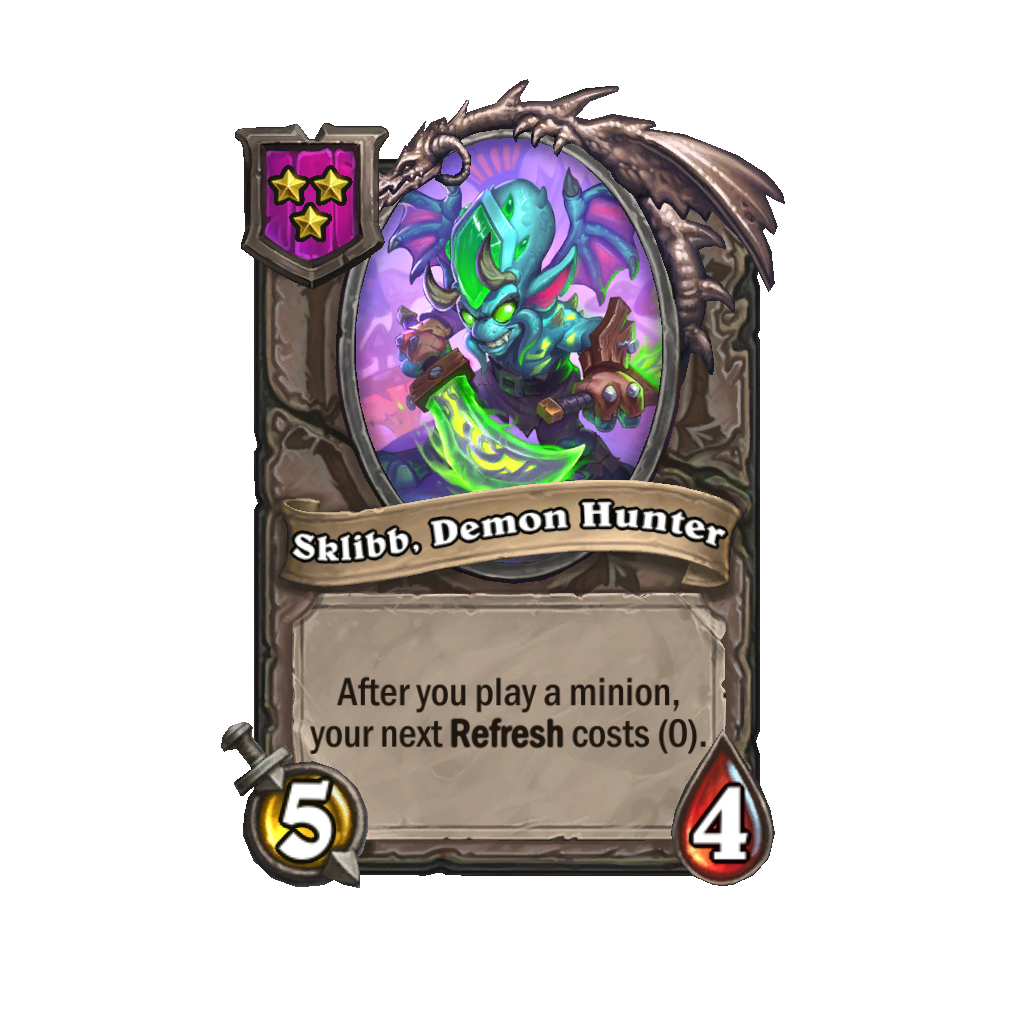 Sklibb, Demon Hunter
After you play a minion,
your next Refresh costs (0).
5
4